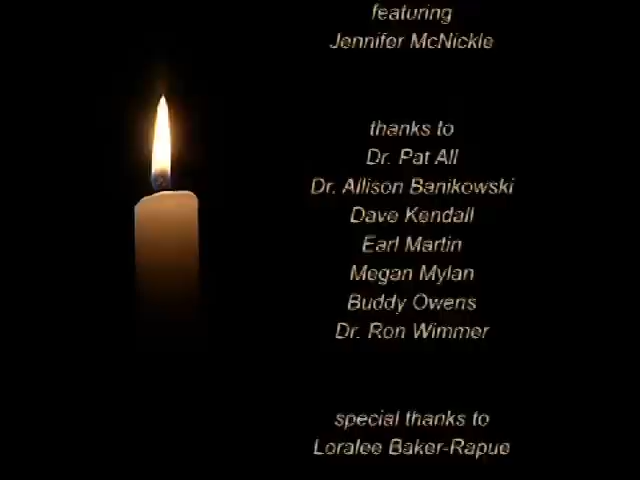 featuring
Jennifer McNickle
thanks to
Dr. Pat All
Dr. Allison Banikowski
Dave Kendall
Earl Martin
Megan Mylan
Buddy Owens
Dr. Ron Wimmer
special thanks to
Loralee Baker-Rapue